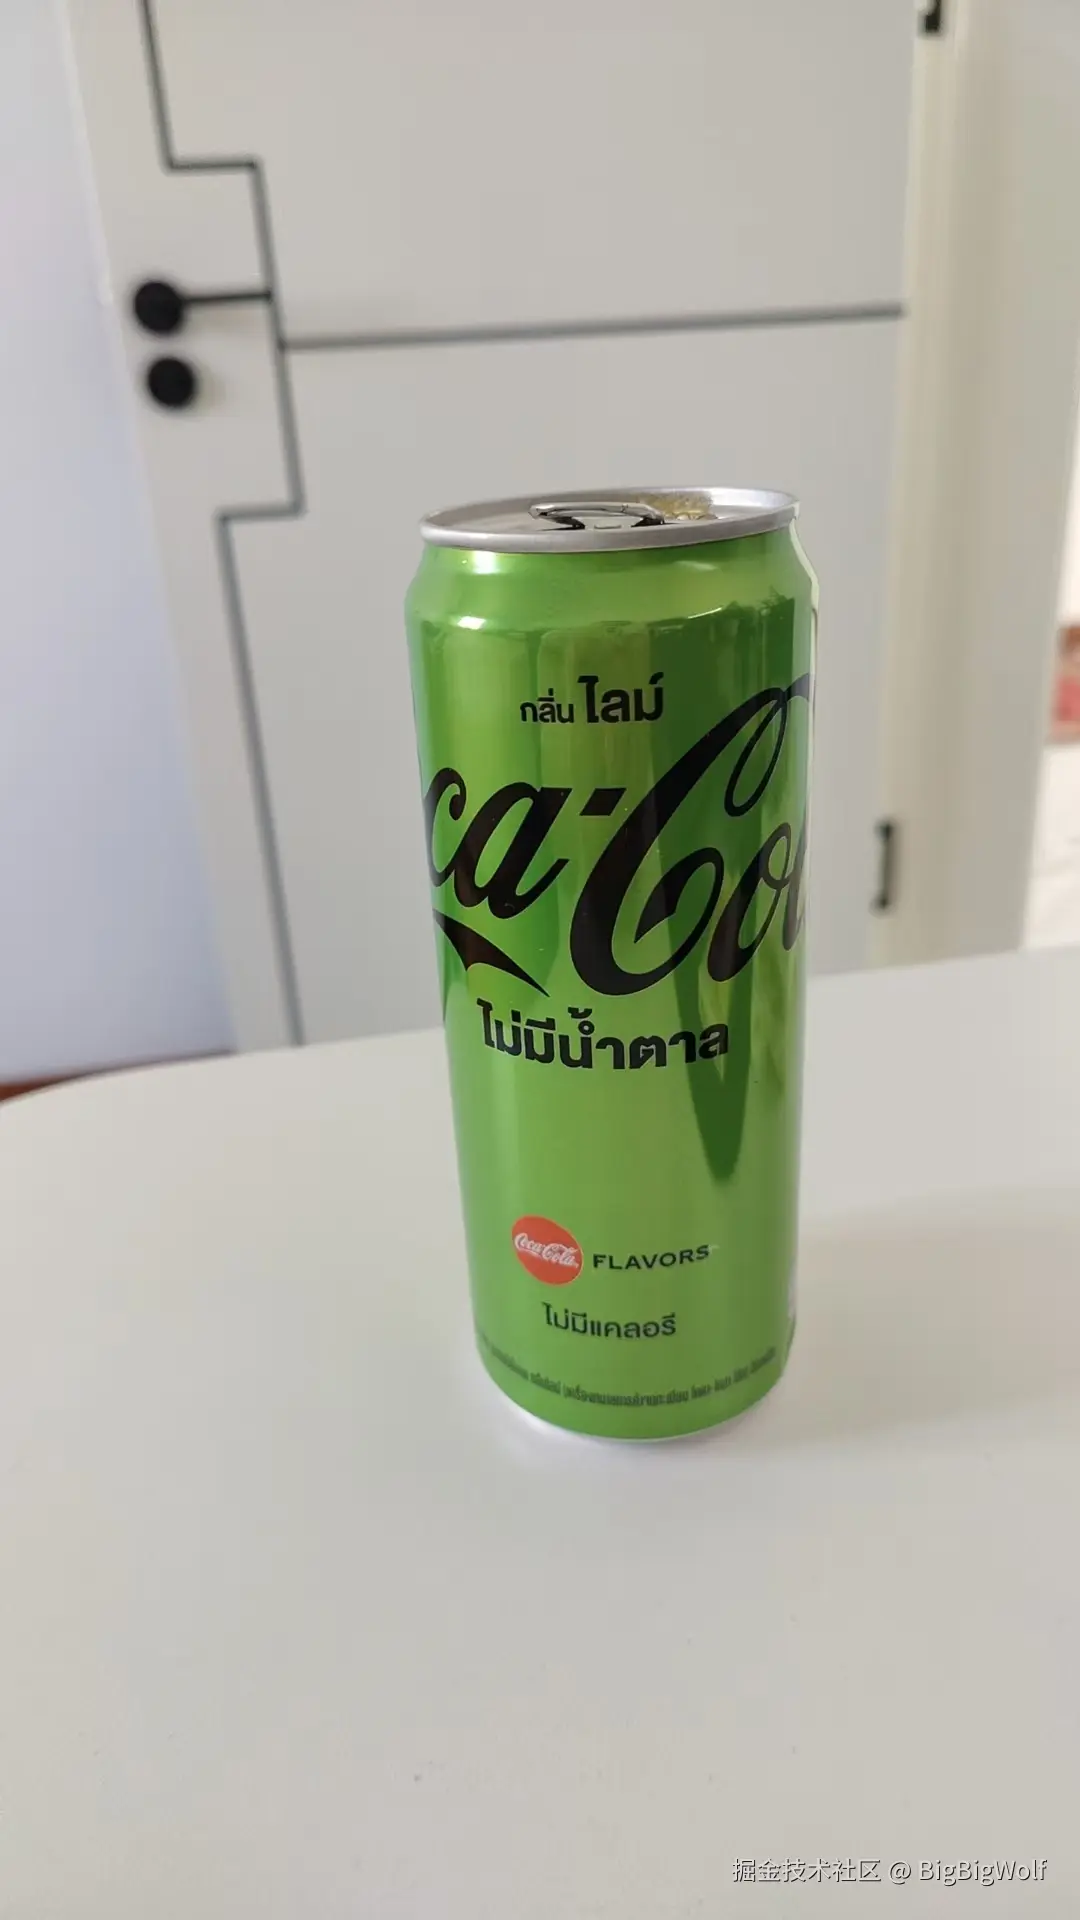 กลิ่น ไลม์
ca-Co
ไม่มีน้ำตาล
Coca-Cola
FLAVORS
ไม่มีแคลอรี
掘金技术社区 @ BigBigWolf